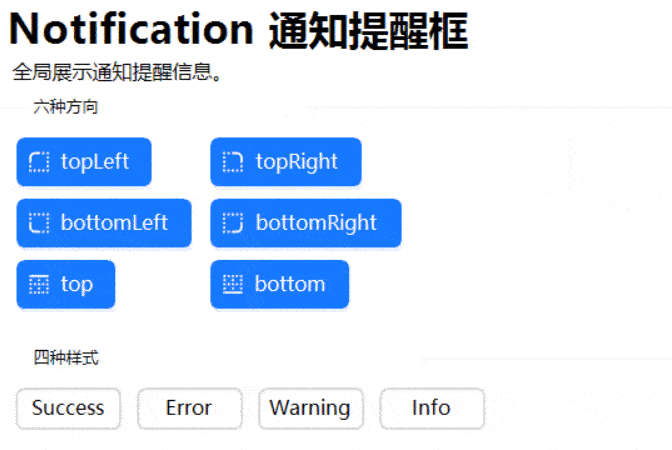 Notification 通知提醒框
全局展示通知提醒信息。
六种方向
topLeft topRight
bottomLeft bottomRight
top bottom
四种样式
Success Error Warning Info